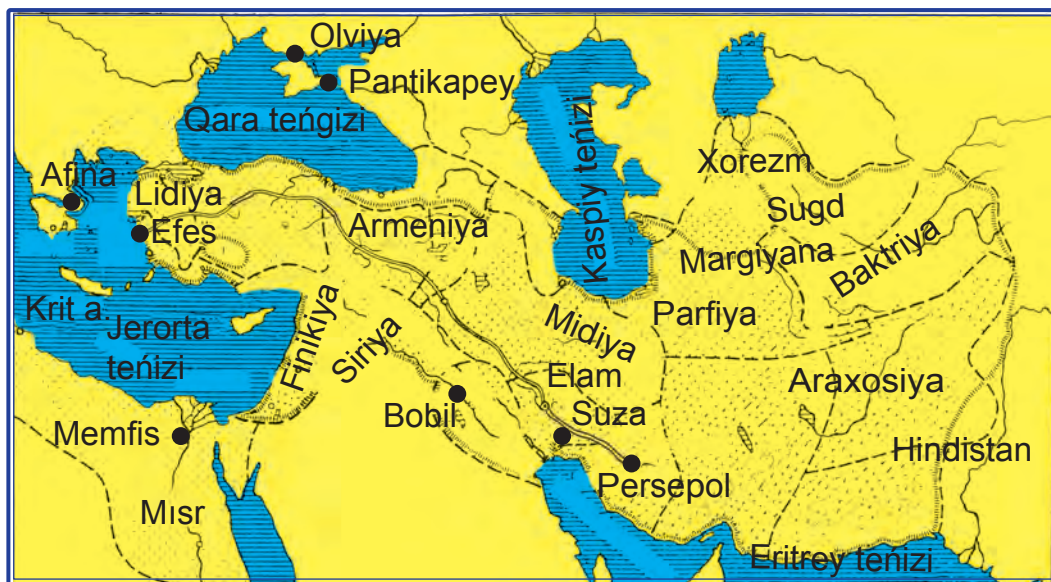 Olviya
Pantikapey
Qara teńgizi
Kaspiy teńizi
Xorezm
Afina
Lidiya
Efes
Armeniya
Sugd
Margiyana
Baktriya
Krit a.
Jerorta
teńizi
Finikiya
Siriya
Midiya
Parfiya
Elam
Araxosiya
Bobil
Suza
Memfis
Hindistan
Persepol
Mısr
Eritrey teńizi